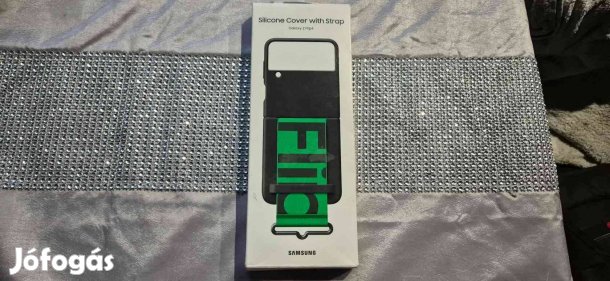 Silicone Cover with Strap
Galaxy Z Flip4
Flip
SAMSUNG
Jófogás